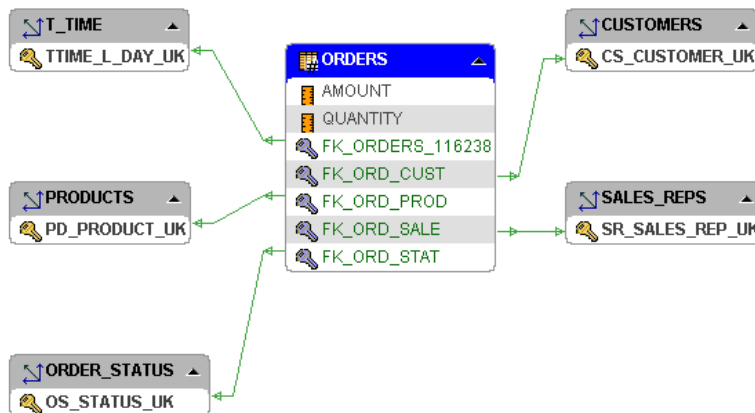 T_TIME
TTIME_L_DAY_UK
PRODUCTS
PD_PRODUCT_UK
ORDER_STATUS
OS_STATUS_UK
ORDERS
AMOUNT
QUANTITY
FK_ORDERS_116238
FK_ORD_CUST
FK_ORD_PROD
FK_ORD_SALE
FK_ORD_STAT
CUSTOMERS
CS_CUSTOMER_UK
SALES_REPS
SR_SALES_REP_UK